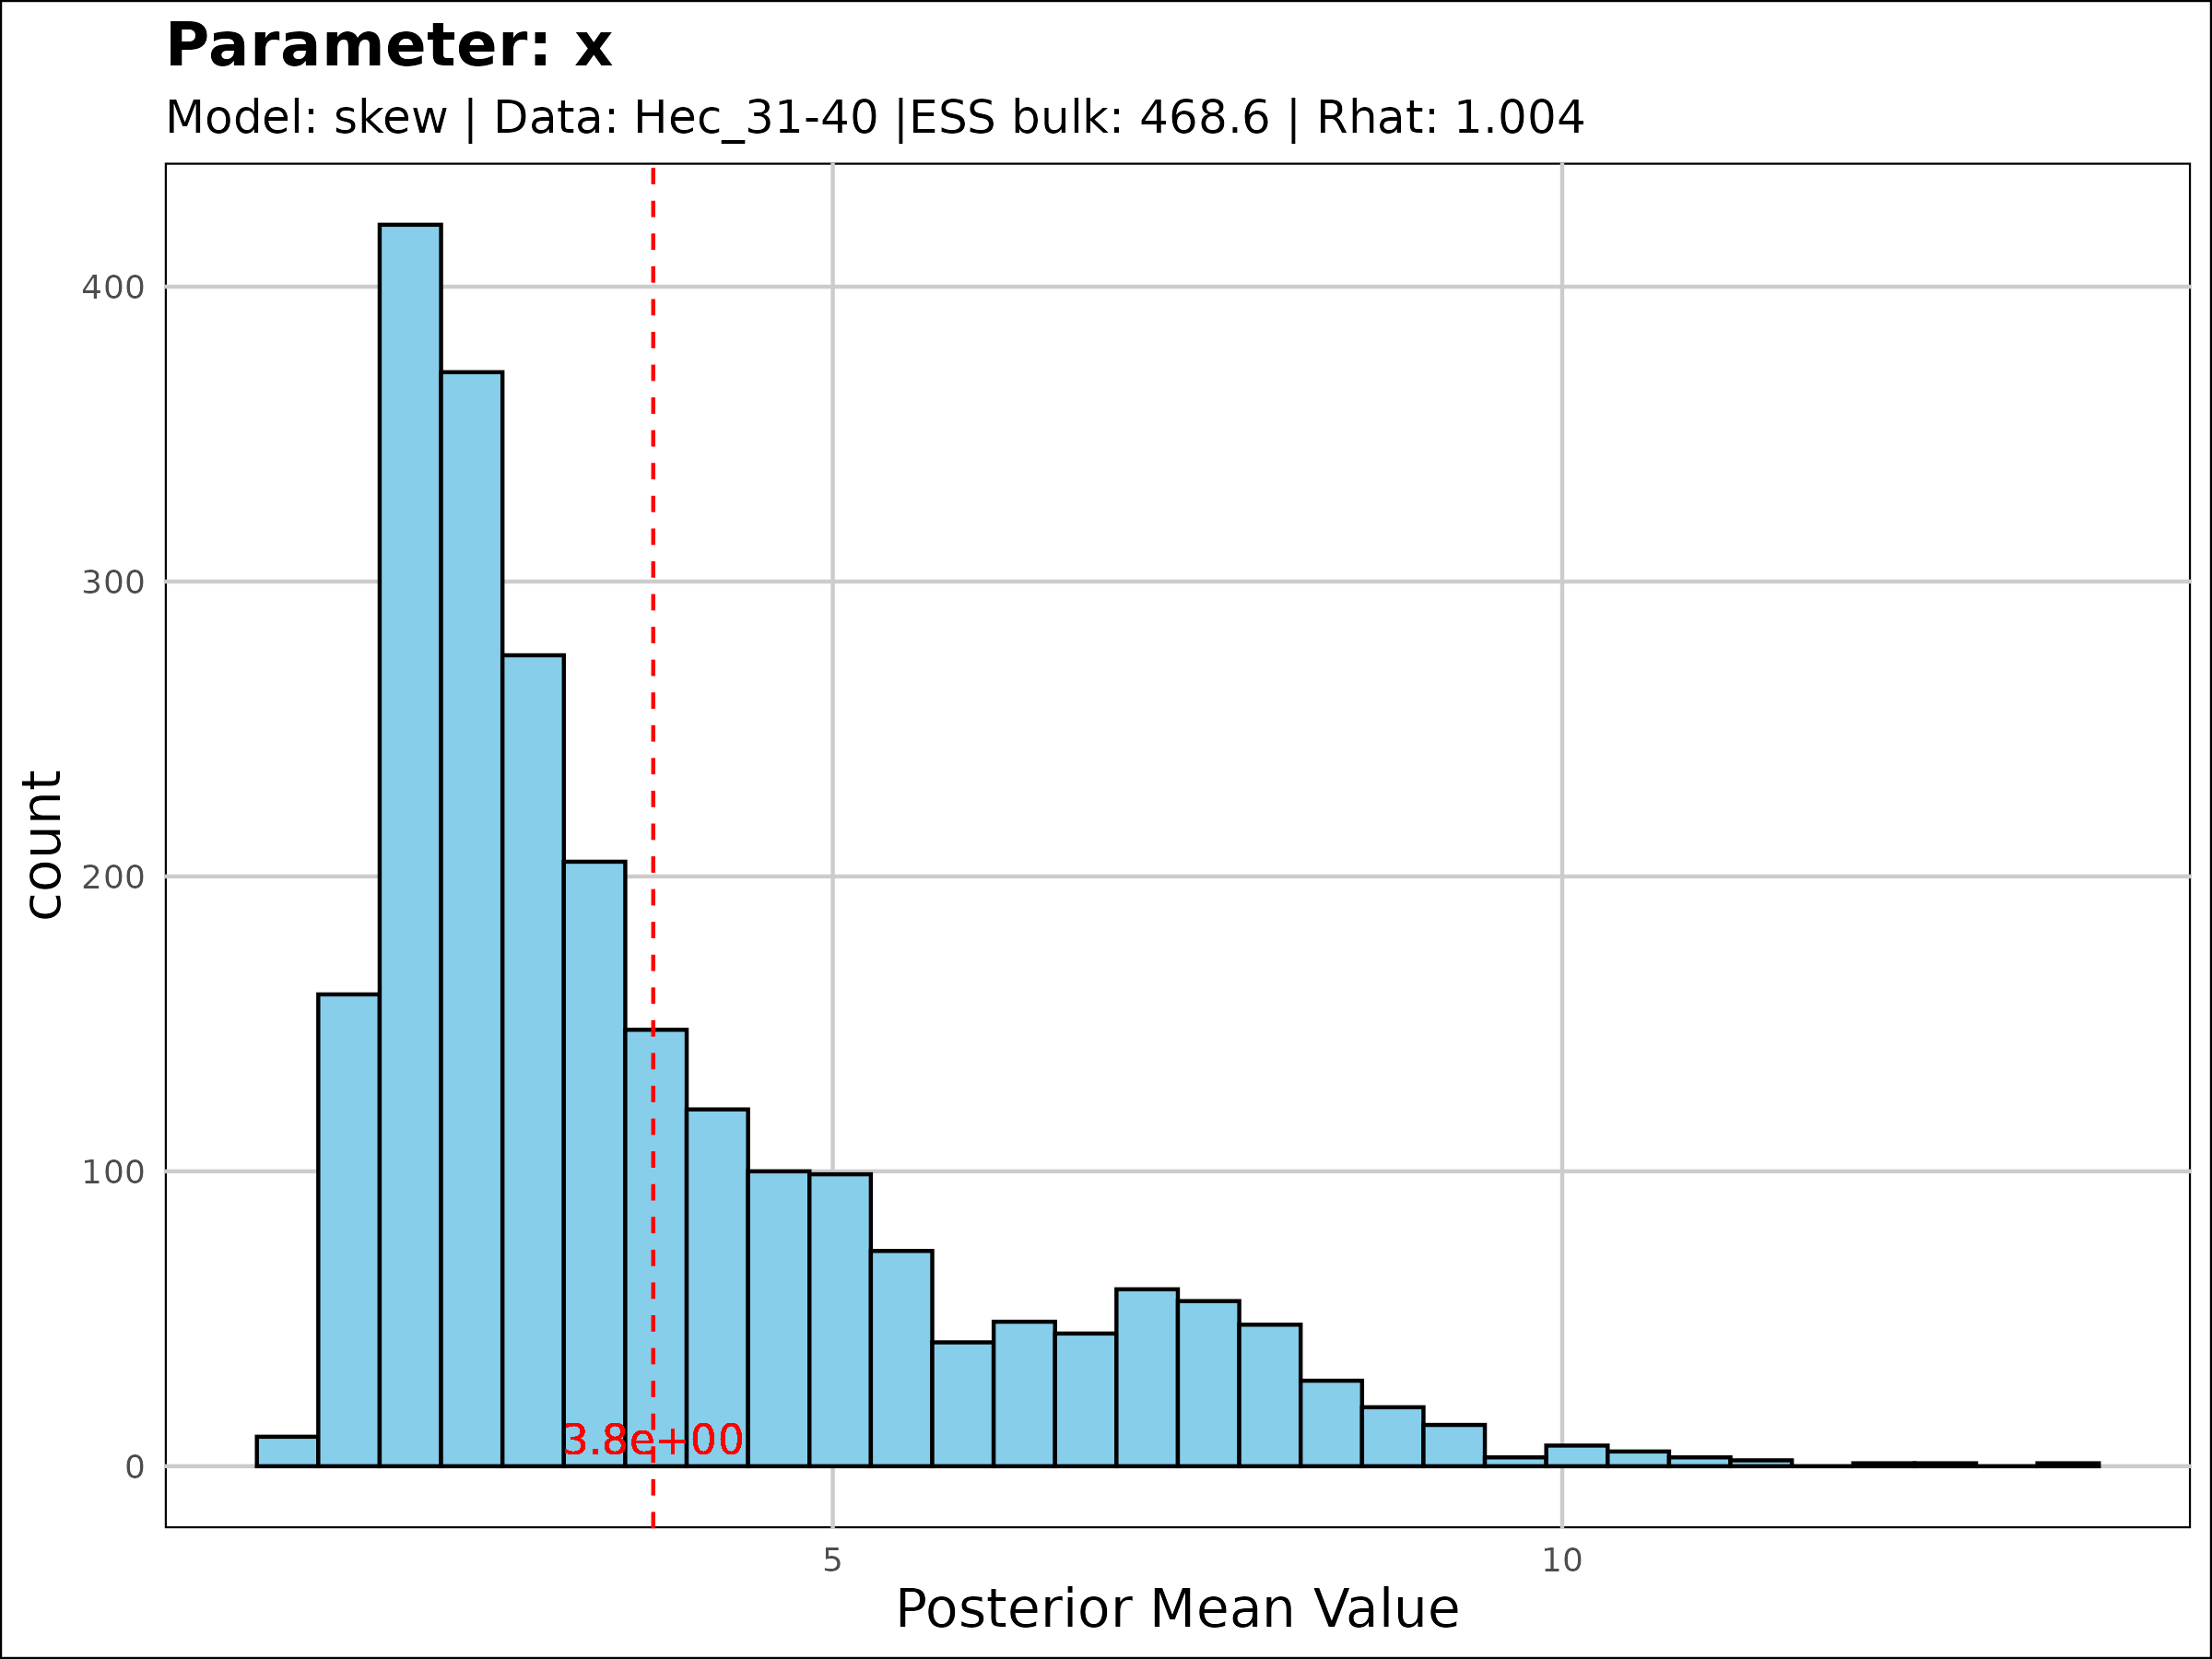 Parameter: x
Model: skew | Data: Hec_31-40 |ESS bulk: 468.6 | Rhat: 1.004
400
300
200
100
0
count
3.8e+00
5
10
Posterior Mean Value